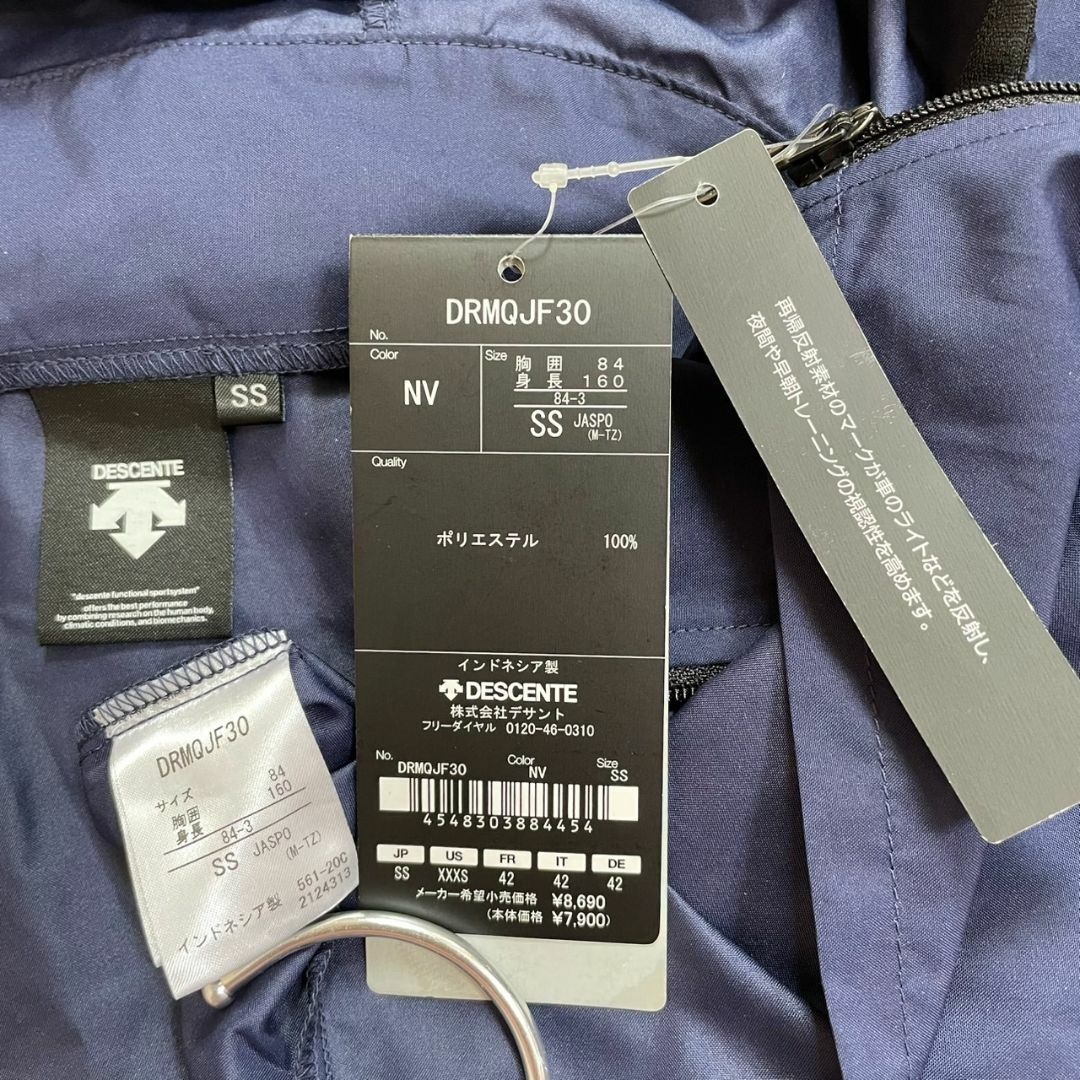 SS
DESCENTE
"descente functional sportsystem"
offers the best performance
by combining research on the human body,
climatic conditions, and biomechanics.
DRMQJF30
サイズ
胸囲 84
身長 160
84-3
SS JASPO
(M-TZ)
561-20C
インドネシア製 2124313
No. DRMQJF30
Color NV
Size 胸囲 84
身長 160
84-3
SS JASPO
(M-TZ)
Quality
ポリエステル 100%
インドネシア製
DESCENTE
株式会社デサント
フリーダイヤル 0120-46-0310
No. DRMQJF30 Color NV Size SS
4548303884454
JP US FR IT DE
SS XXXS 42 42 42
メーカー希望小売価格 ¥8,690
(本体価格 ¥7,900)
再帰反射素材のマークが車のライトなどを反射し、
夜間や早朝トレーニングの視認性を高めます。